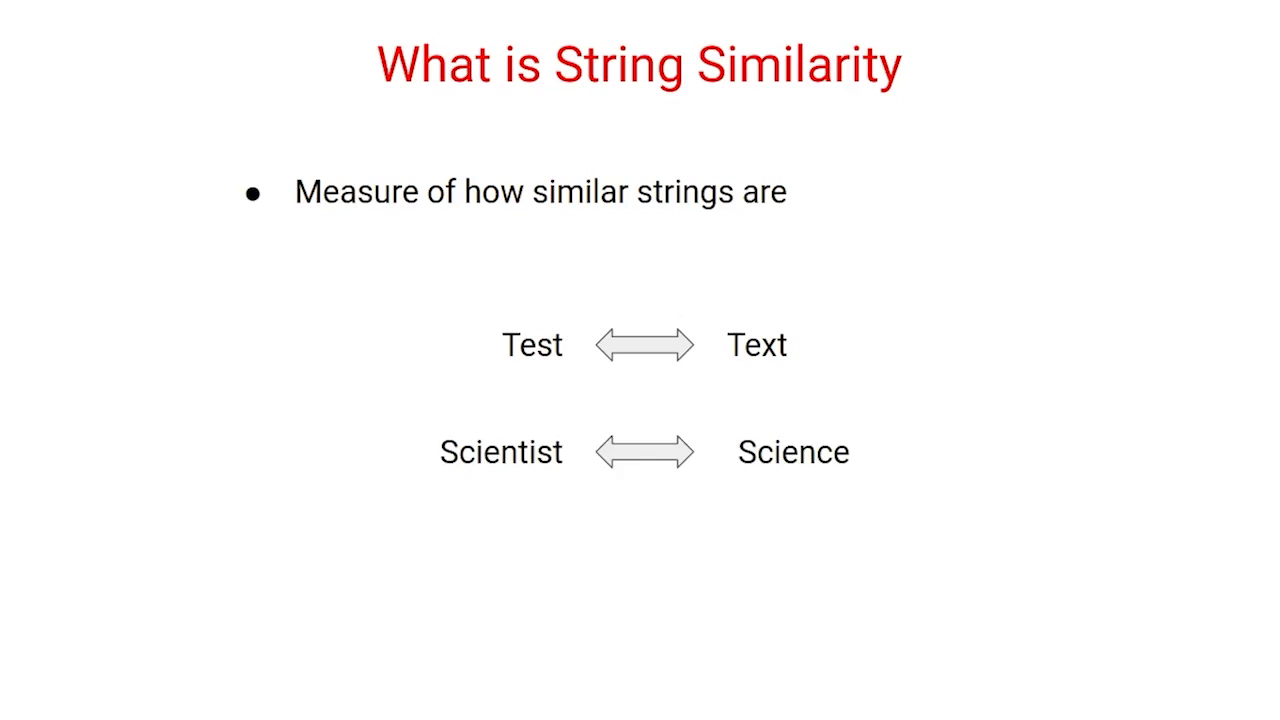 What is String Similarity
● Measure of how similar strings are
Test Text
Scientist Science